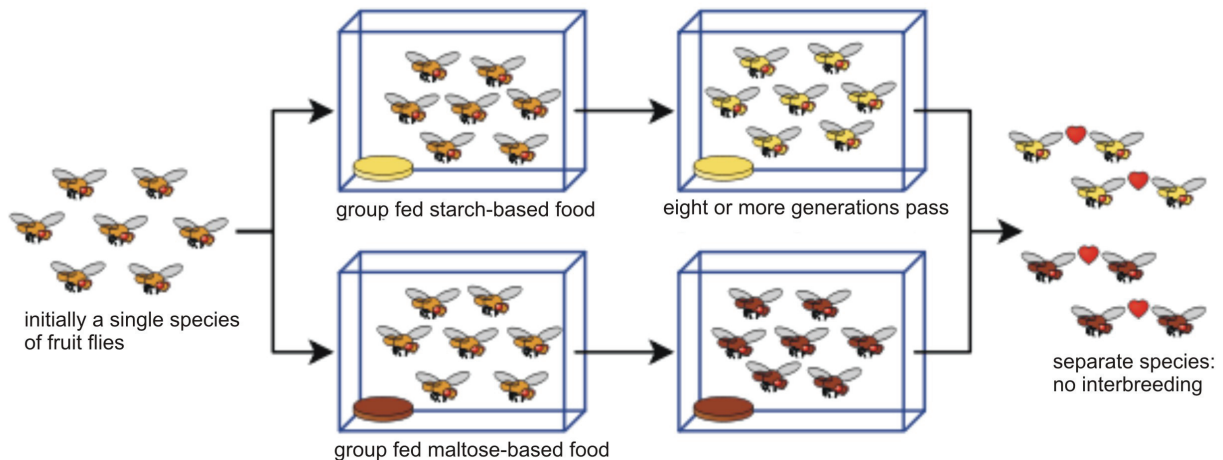 group fed starch-based food
eight or more generations pass
initially a single species
of fruit flies
separate species:
no interbreeding
group fed maltose-based food